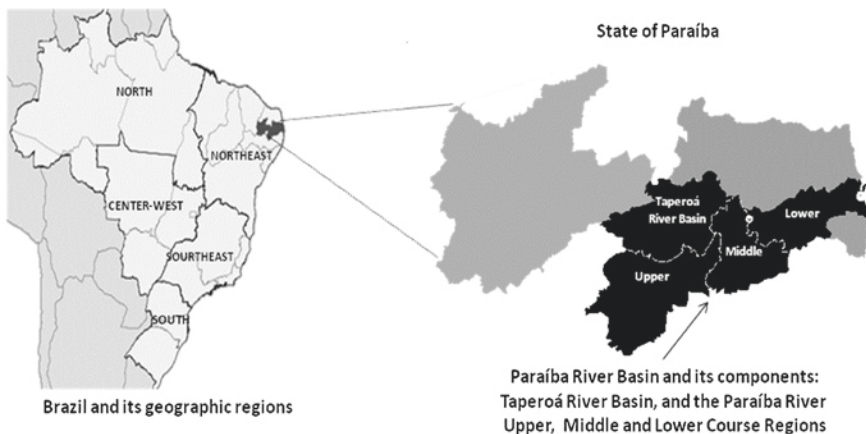 State of Paraíba
NORTH
NORTHEAST
CENTER-WEST
SOURTHEAST
SOUTH
Brazil and its geographic regions
Taperoá
River Basin
Lower
Middle
Upper
Paraíba River Basin and its components:
Taperoá River Basin, and the Paraíba River
Upper, Middle and Lower Course Regions